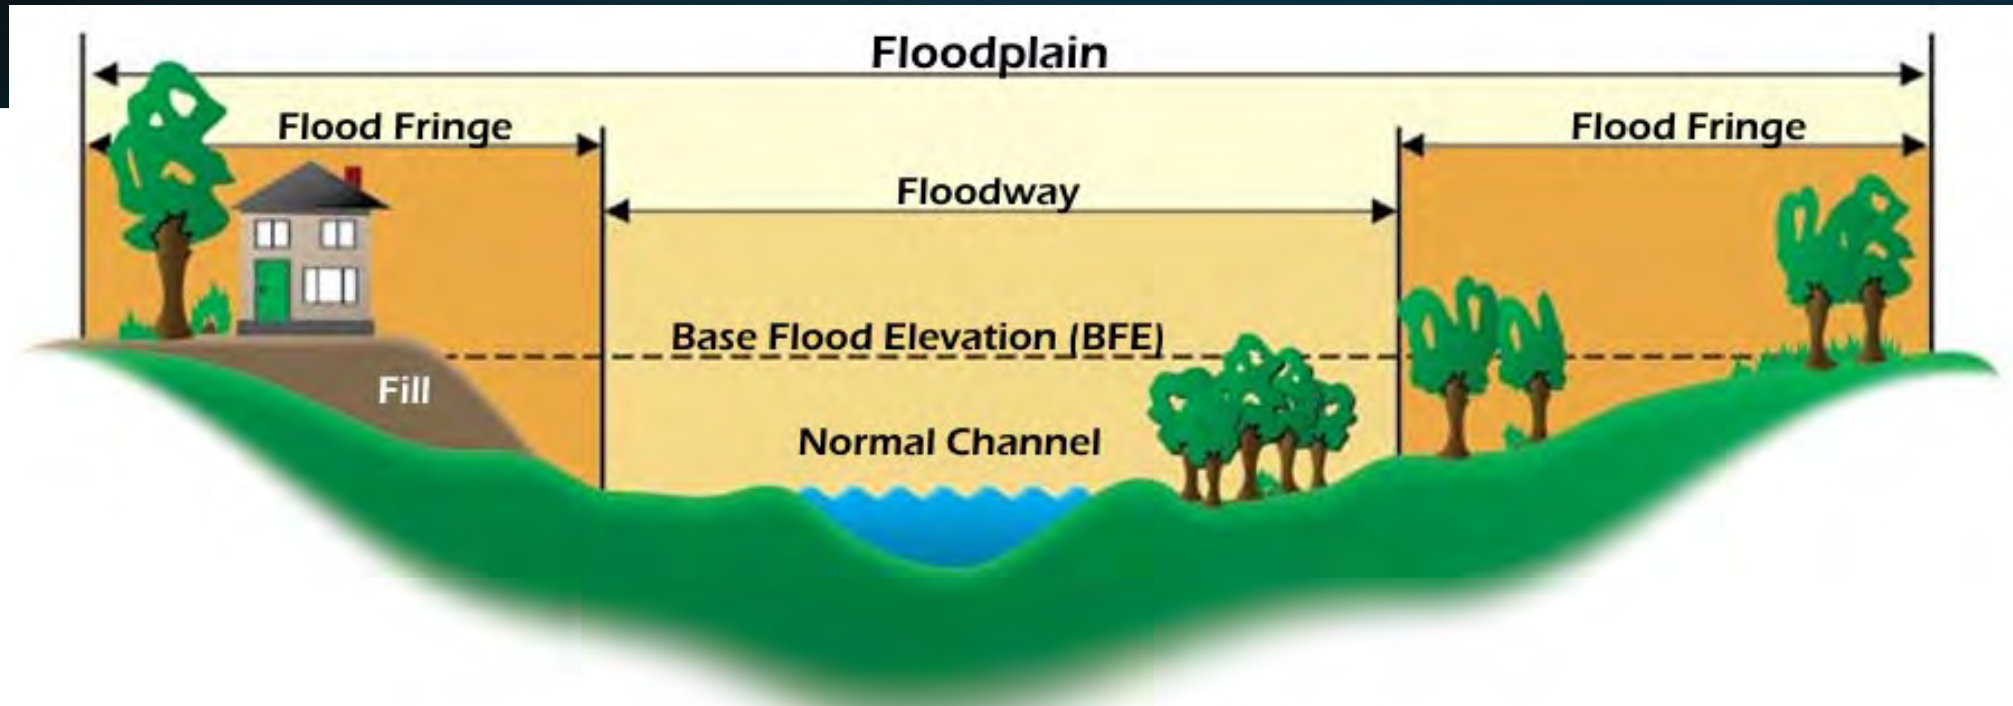 Floodplain
Flood Fringe
Flood Fringe
Floodway
Base Flood Elevation (BFE)
Fill
Normal Channel